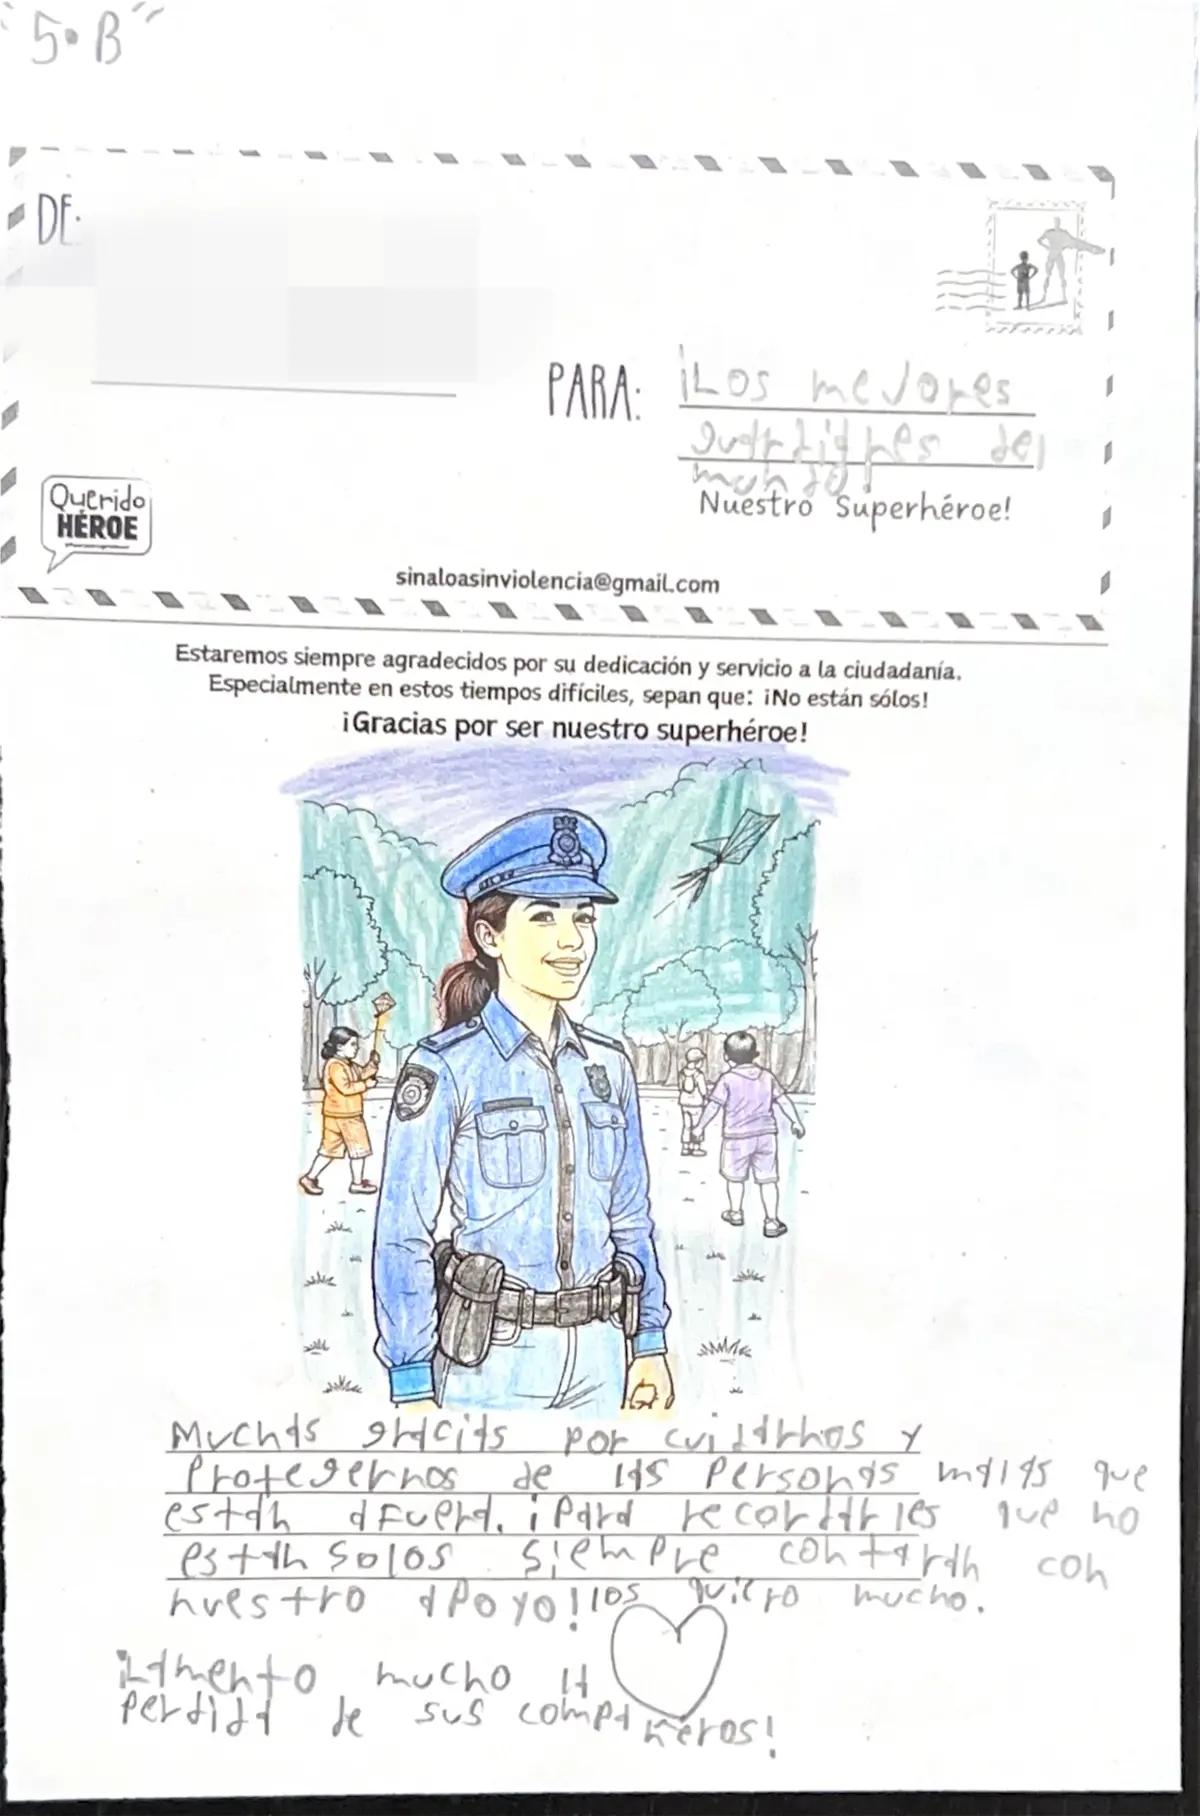 "5·B"
DE:
PARA: ¡Los mejores
guardianes del
mundo!
Nuestro Superhéroe!
Querido
HÉROE
sinaloasinviolencia@gmail.com
Estaremos siempre agradecidos por su dedicación y servicio a la ciudadanía.
Especialmente en estos tiempos difíciles, sepan que: ¡No están sólos!
¡Gracias por ser nuestro superhéroe!
Muchas gracias por cuidarnos y
Protegernos de las Personas malas que
están afuera. ¡Para recordarles que no
están solos siempre contarán con
nuestro apoyo! los quiero mucho.
¡Lamento mucho la
perdida de sus compañeros!